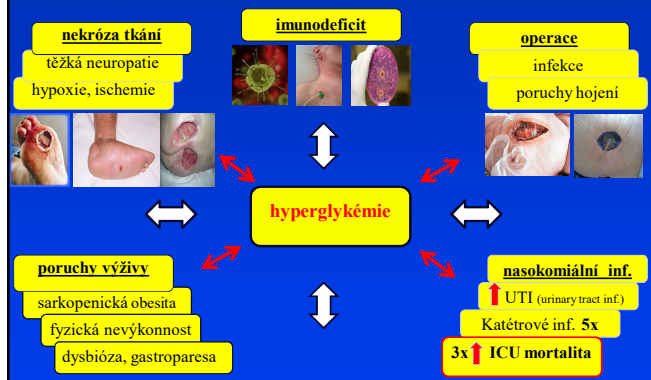 nekróza tkání
těžká neuropatie
hypoxie, ischemie
imunodeficit
operace
infekce
poruchy hojení
hyperglykémie
poruchy výživy
sarkopenická obesita
fyzická nevýkonnost
dysbióza, gastroparesa
nasokomiální inf.
UTI (urinary tract inf.)
Katétrové inf. 5x
3x ICU mortalita